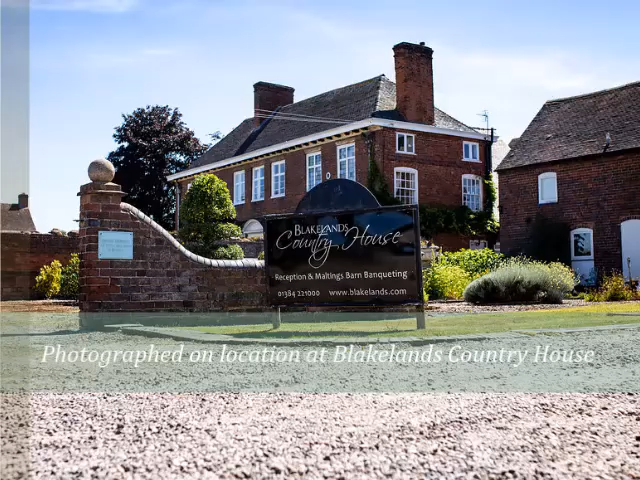 BLAKELANDS
Country House
Reception & Maltings Barn Banqueting
01384 221000 www.blakelands.com
Photographed on location at Blakelands Country House